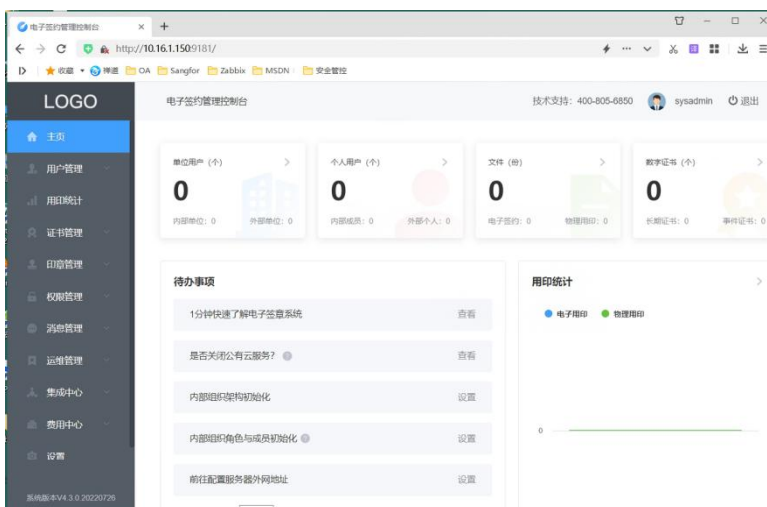 电子签约管理控制台
http://10.16.1.150:9181/
收藏 禅道 OA Sangfor Zabbix MSDN 安全管控
LOGO 电子签约管理控制台 技术支持：400-805-6850 sysadmin 退出
主页
用户管理
用印统计
证书管理
印章管理
权限管理
消息管理
运维管理
集成中心
费用中心
设置
系统版本V4.3.0.20220726
单位用户（个）
0
内部单位：0 外部单位：0
个人用户（个）
0
内部成员：0 外部个人：0
文件（份）
0
电子签约：0 物理用印：0
数字证书（个）
0
长期证书：0 事件证书：0
待办事项
1分钟快速了解电子签章系统 查看
是否关闭公有云服务？ 查看
内部组织架构初始化 设置
内部组织角色与成员初始化 设置
前往配置服务器外网地址 设置
用印统计
电子用印 物理用印
0